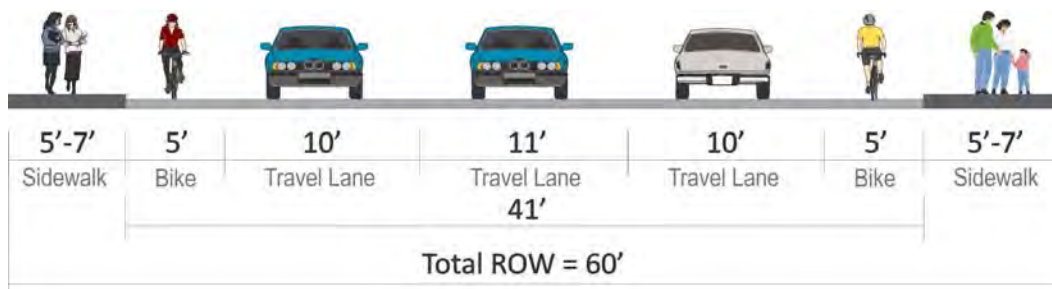 5’-7’ 5’ 10’ 11’ 10’ 5’ 5’-7’
Sidewalk Bike Travel Lane Travel Lane Travel Lane Bike Sidewalk
41’
Total ROW = 60’